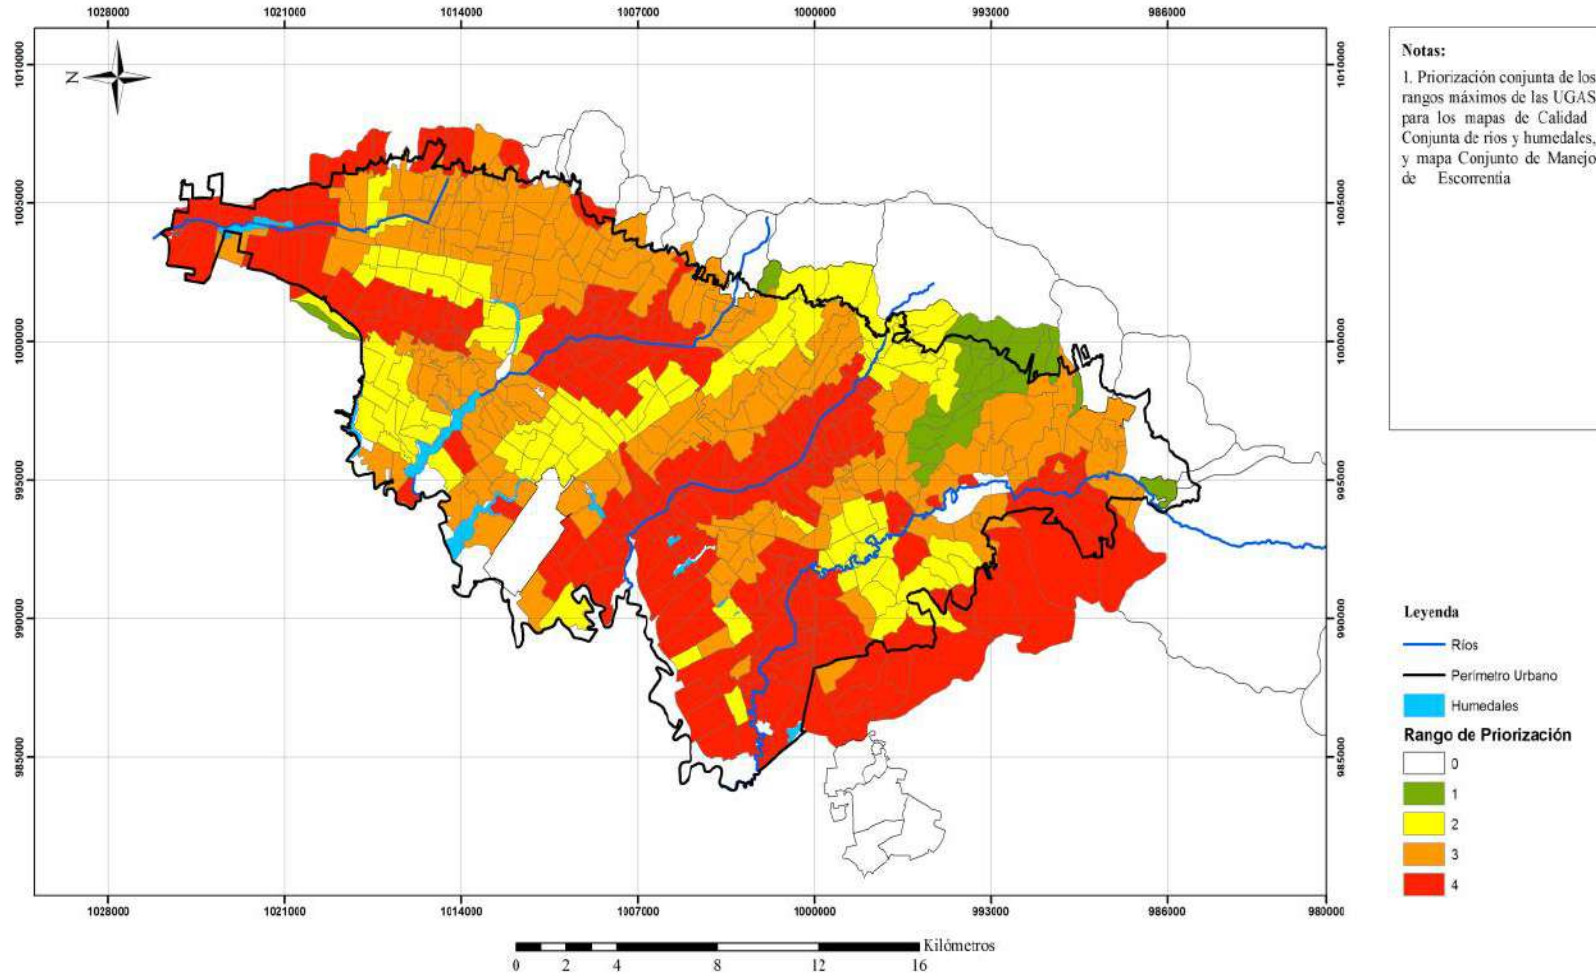 1028000 1021000 1014000 1007000 1000000 993000 986000
1010000 1010000
N
1005000 1005000
1000000 1000000
995000 995000
990000 990000
985000 985000
1028000 1021000 1014000 1007000 1000000 993000 986000 980000
Kilómetros
0 2 4 8 12 16
Notas:
1. Priorización conjunta de los
rangos máximos de las UGAS
para los mapas de Calidad
Conjunta de ríos y humedales,
y mapa Conjunto de Manejo
de Escorrentía
Leyenda
Ríos
Perimetro Urbano
Humedales
Rango de Priorización
0
1
2
3
4